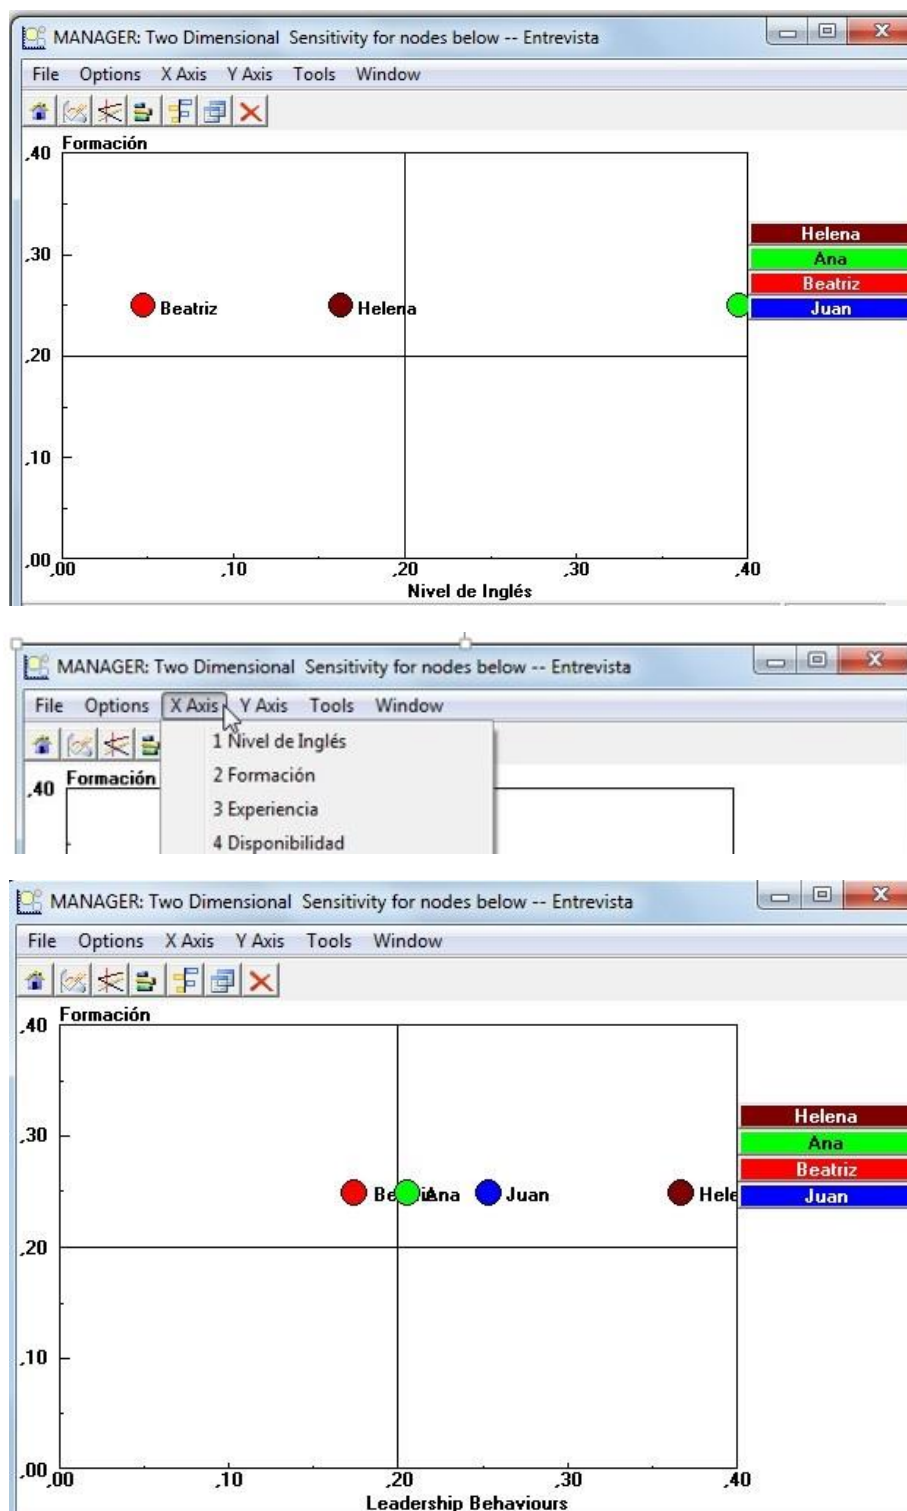 MANAGER: Two Dimensional Sensitivity for nodes below -- Entrevista
File Options X Axis Y Axis Tools Window
Formación
,40
,30
,20
,10
,00
Beatriz
Helena
Helena
Ana
Beatriz
Juan
,00 ,10 ,20 ,30 ,40
Nivel de Inglés
MANAGER: Two Dimensional Sensitivity for nodes below -- Entrevista
File Options X Axis Y Axis Tools Window
1 Nivel de Inglés
2 Formación
3 Experiencia
4 Disponibilidad
Formación
,40
MANAGER: Two Dimensional Sensitivity for nodes below -- Entrevista
File Options X Axis Y Axis Tools Window
Formación
,40
,30
,20
,10
,00
Ana
Juan
Hele
Helena
Ana
Beatriz
Juan
,00 ,10 ,20 ,30 ,40
Leadership Behaviours